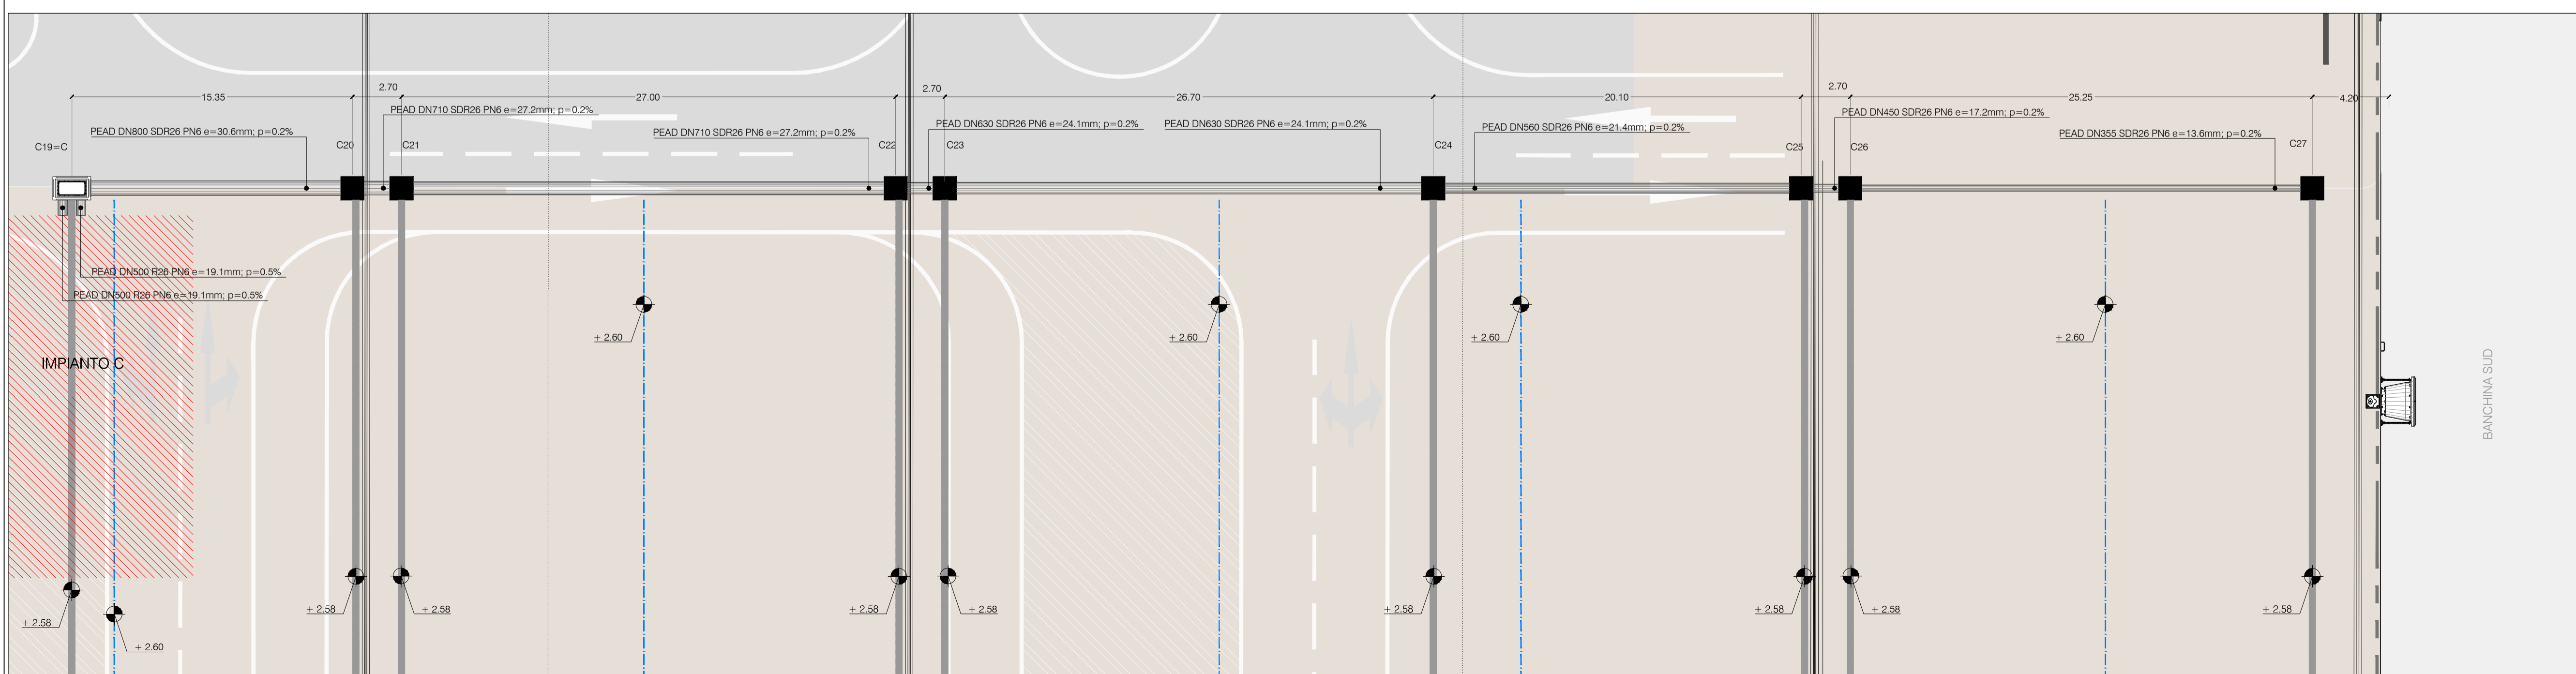 2.70
2.70
2.70
15.35
27.00
26.70
20.10
25.25
4.20
PEAD DN710 SDR26 PN6 e=27.2mm; p=0.2%
PEAD DN450 SDR26 PN6 e=17.2mm; p=0.2%
PEAD DN800 SDR26 PN6 e=30.6mm; p=0.2%
PEAD DN710 SDR26 PN6 e=27.2mm; p=0.2%
PEAD DN630 SDR26 PN6 e=24.1mm; p=0.2%
PEAD DN630 SDR26 PN6 e=24.1mm; p=0.2%
PEAD DN560 SDR26 PN6 e=21.4mm; p=0.2%
PEAD DN355 SDR26 PN6 e=13.6mm; p=0.2%
C19=C
C20
C21
C22
C23
C24
C25
C26
C27
PEAD DN500 R26 PN6 e=19.1mm; p=0.5%
PEAD DN500 R26 PN6 e=19.1mm; p=0.5%
+ 2.60
+ 2.60
+ 2.60
+ 2.60
IMPIANTO C
BANCHINA SUD
+ 2.58
+ 2.58
+ 2.58
+ 2.58
+ 2.58
+ 2.58
+ 2.58
+ 2.58
+ 2.58
+ 2.60